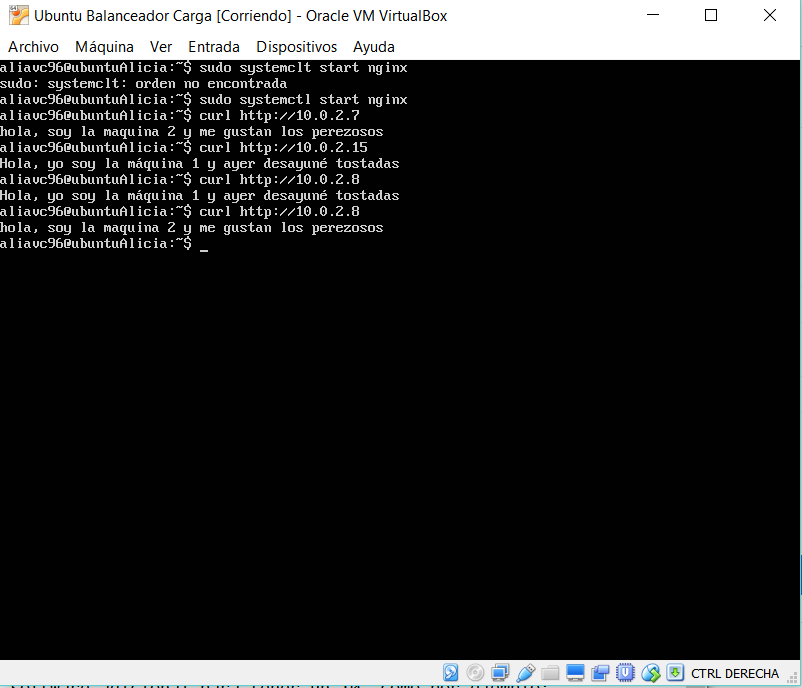 Ubuntu Balanceador Carga [Corriendo] - Oracle VM VirtualBox
Archivo Máquina Ver Entrada Dispositivos Ayuda
aliavc96@ubuntuAlicia:~$ sudo systemclt start nginx
sudo: systemclt: orden no encontrada
aliavc96@ubuntuAlicia:~$ sudo systemctl start nginx
aliavc96@ubuntuAlicia:~$ curl http://10.0.2.7
hola, soy la maquina 2 y me gustan los perezosos
aliavc96@ubuntuAlicia:~$ curl http://10.0.2.15
Hola, yo soy la máquina 1 y ayer desayuné tostadas
aliavc96@ubuntuAlicia:~$ curl http://10.0.2.8
Hola, yo soy la máquina 1 y ayer desayuné tostadas
aliavc96@ubuntuAlicia:~$ curl http://10.0.2.8
hola, soy la maquina 2 y me gustan los perezosos
aliavc96@ubuntuAlicia:~$ _
CTRL DERECHA